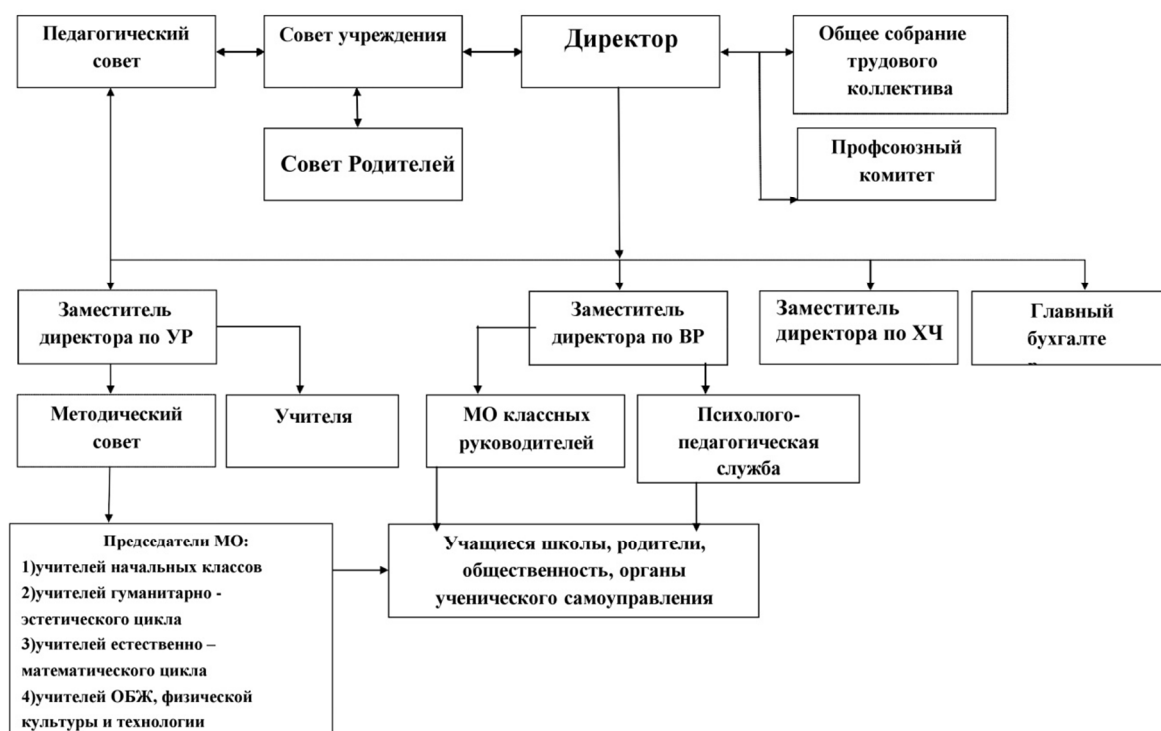 Педагогический
совет
Совет учреждения
Директор
Общее собрание
трудового
коллектива
Совет Родителей
Профсоюзный
комитет
Заместитель
директора по УР
Заместитель
директора по ВР
Заместитель
директора по ХЧ
Главный
бухгалте
Методический
совет
Учителя
МО классных
руководителей
Психолого-
педагогическая
служба
Председатели МО:
1)учителей начальных классов
2)учителей гуманитарно -
эстетического цикла
3)учителей естественно –
математического цикла
4)учителей ОБЖ, физической
культуры и технологии
Учащиеся школы, родители,
общественность, органы
ученического самоуправления